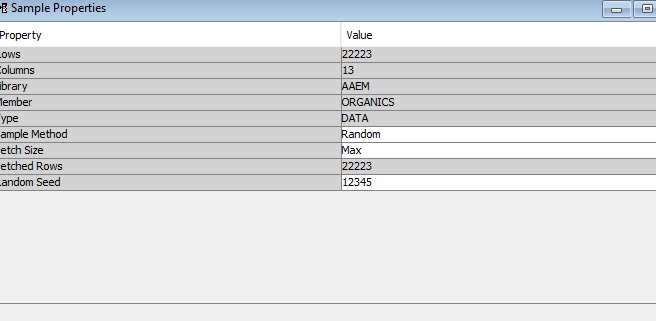 Sample Properties
Property Value
Rows 22223
Columns 13
Library AAEM
Member ORGANICS
Type DATA
Sample Method Random
Fetch Size Max
Fetched Rows 22223
Random Seed 12345